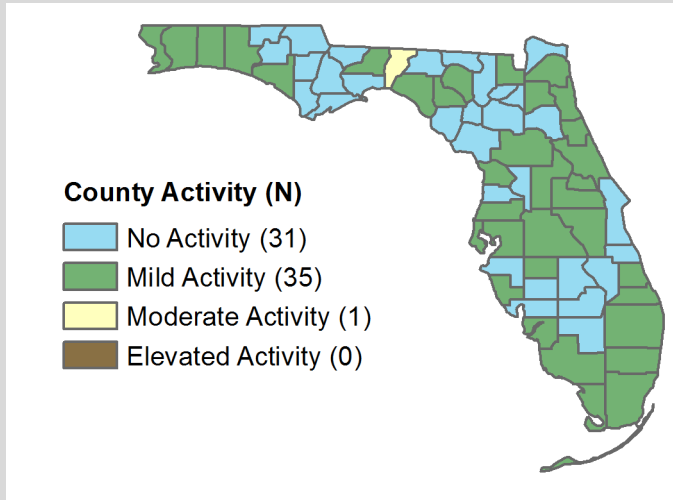 County Activity (N)
No Activity (31)
Mild Activity (35)
Moderate Activity (1)
Elevated Activity (0)